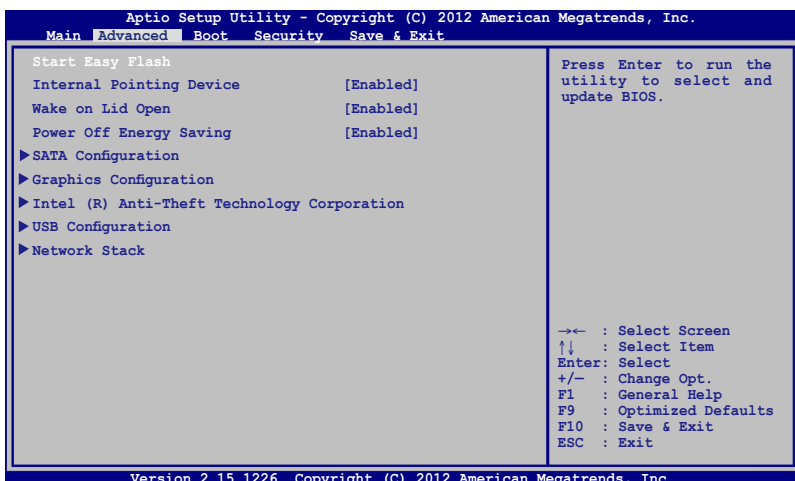 Aptio Setup Utility - Copyright (C) 2012 American Megatrends, Inc.
Main Advanced Boot Security Save & Exit
Start Easy Flash
Internal Pointing Device [Enabled]
Wake on Lid Open [Enabled]
Power Off Energy Saving [Enabled]
▶SATA Configuration
▶Graphics Configuration
▶Intel (R) Anti-Theft Technology Corporation
▶USB Configuration
▶Network Stack
Press Enter to run the
utility to select and
update BIOS.
→← : Select Screen
↑↓ : Select Item
Enter: Select
+/— : Change Opt.
F1 : General Help
F9 : Optimized Defaults
F10 : Save & Exit
ESC : Exit
Version 2.15.1226. Copyright (C) 2012 American Megatrends, Inc.